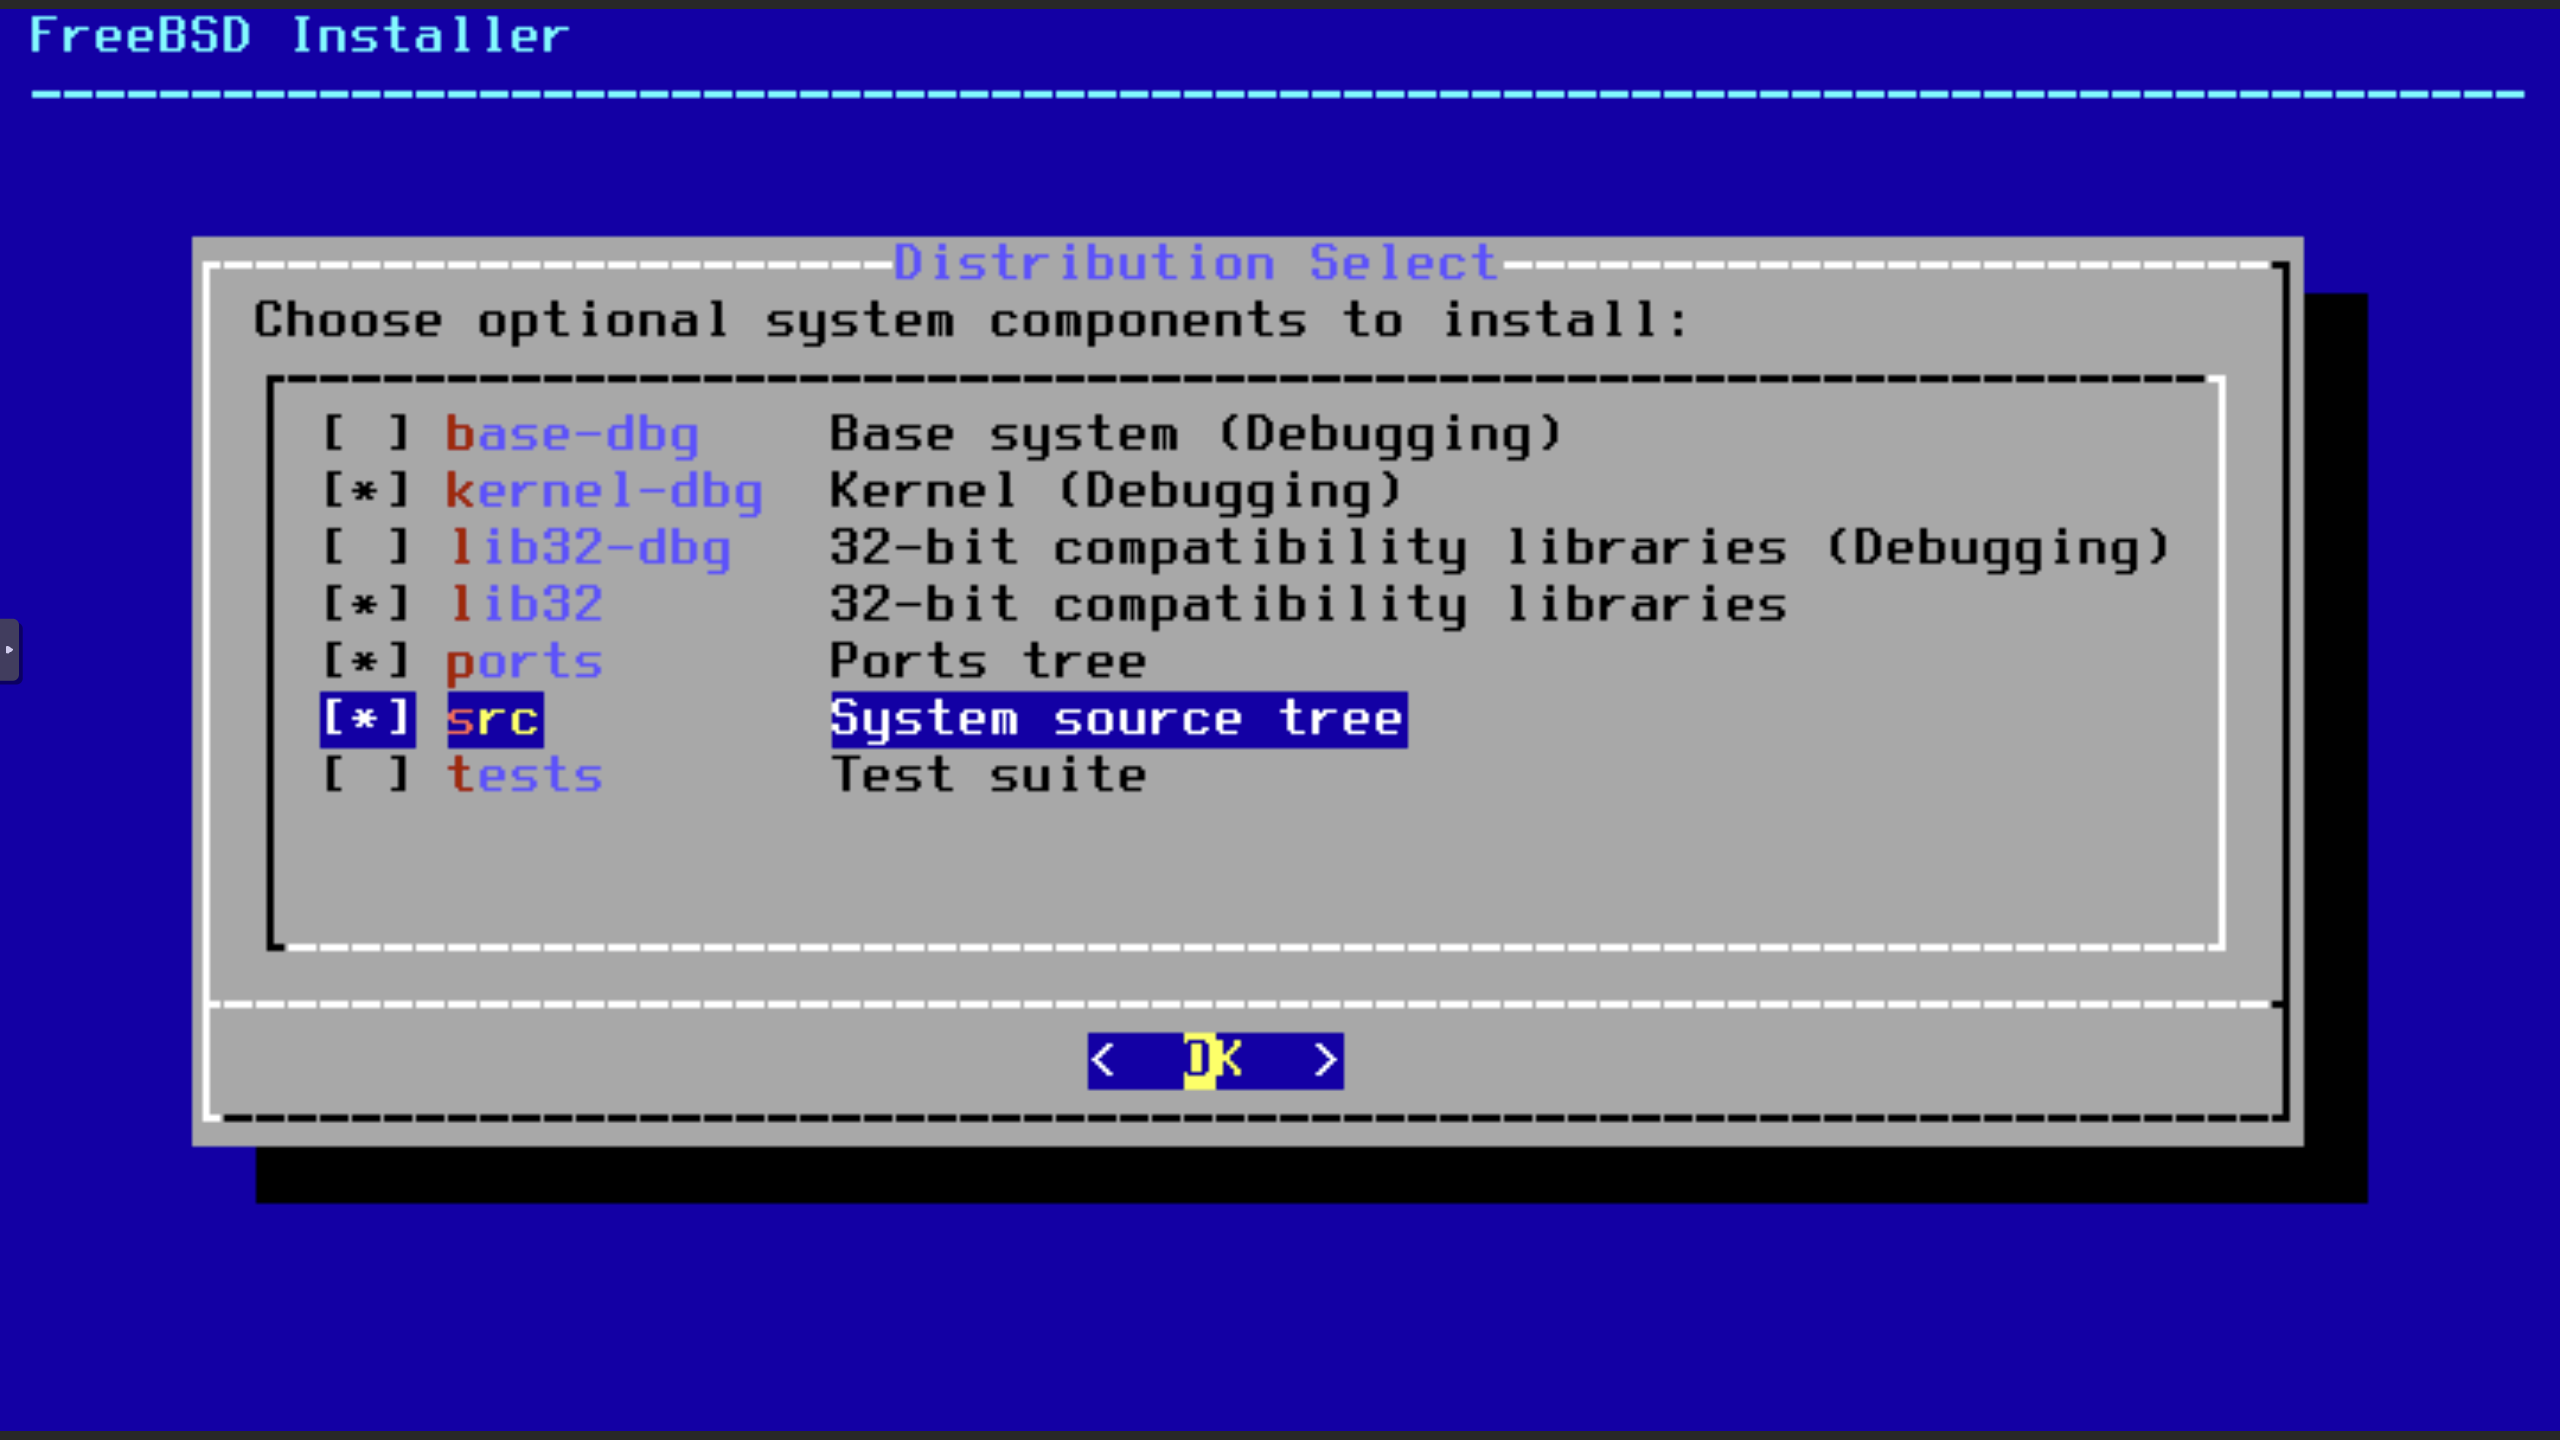 FreeBSD Installer
Distribution Select
Choose optional system components to install:
[ ] base-dbg Base system (Debugging)
[*] kernel-dbg Kernel (Debugging)
[ ] lib32-dbg 32-bit compatibility libraries (Debugging)
[*] lib32 32-bit compatibility libraries
[*] ports Ports tree
[*] src System source tree
[ ] tests Test suite
< OK >